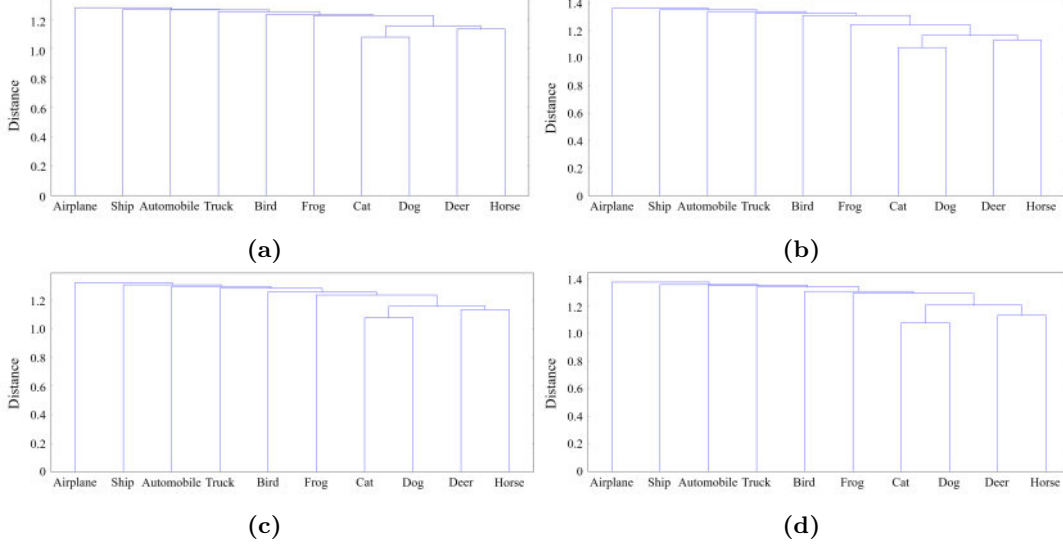 Distance
1.2
1.0
0.8
0.6
0.4
0.2
0
Airplane Ship Automobile Truck Bird Frog Cat Dog Deer Horse
(a)
Distance
1.4
1.2
1.0
0.8
0.6
0.4
0.2
0
Airplane Ship Automobile Truck Bird Frog Cat Dog Deer Horse
(b)
Distance
1.2
1.0
0.8
0.6
0.4
0.2
0
Airplane Ship Automobile Truck Bird Frog Cat Dog Deer Horse
(c)
Distance
1.4
1.2
1.0
0.8
0.6
0.4
0.2
0
Airplane Ship Automobile Truck Bird Frog Cat Dog Deer Horse
(d)